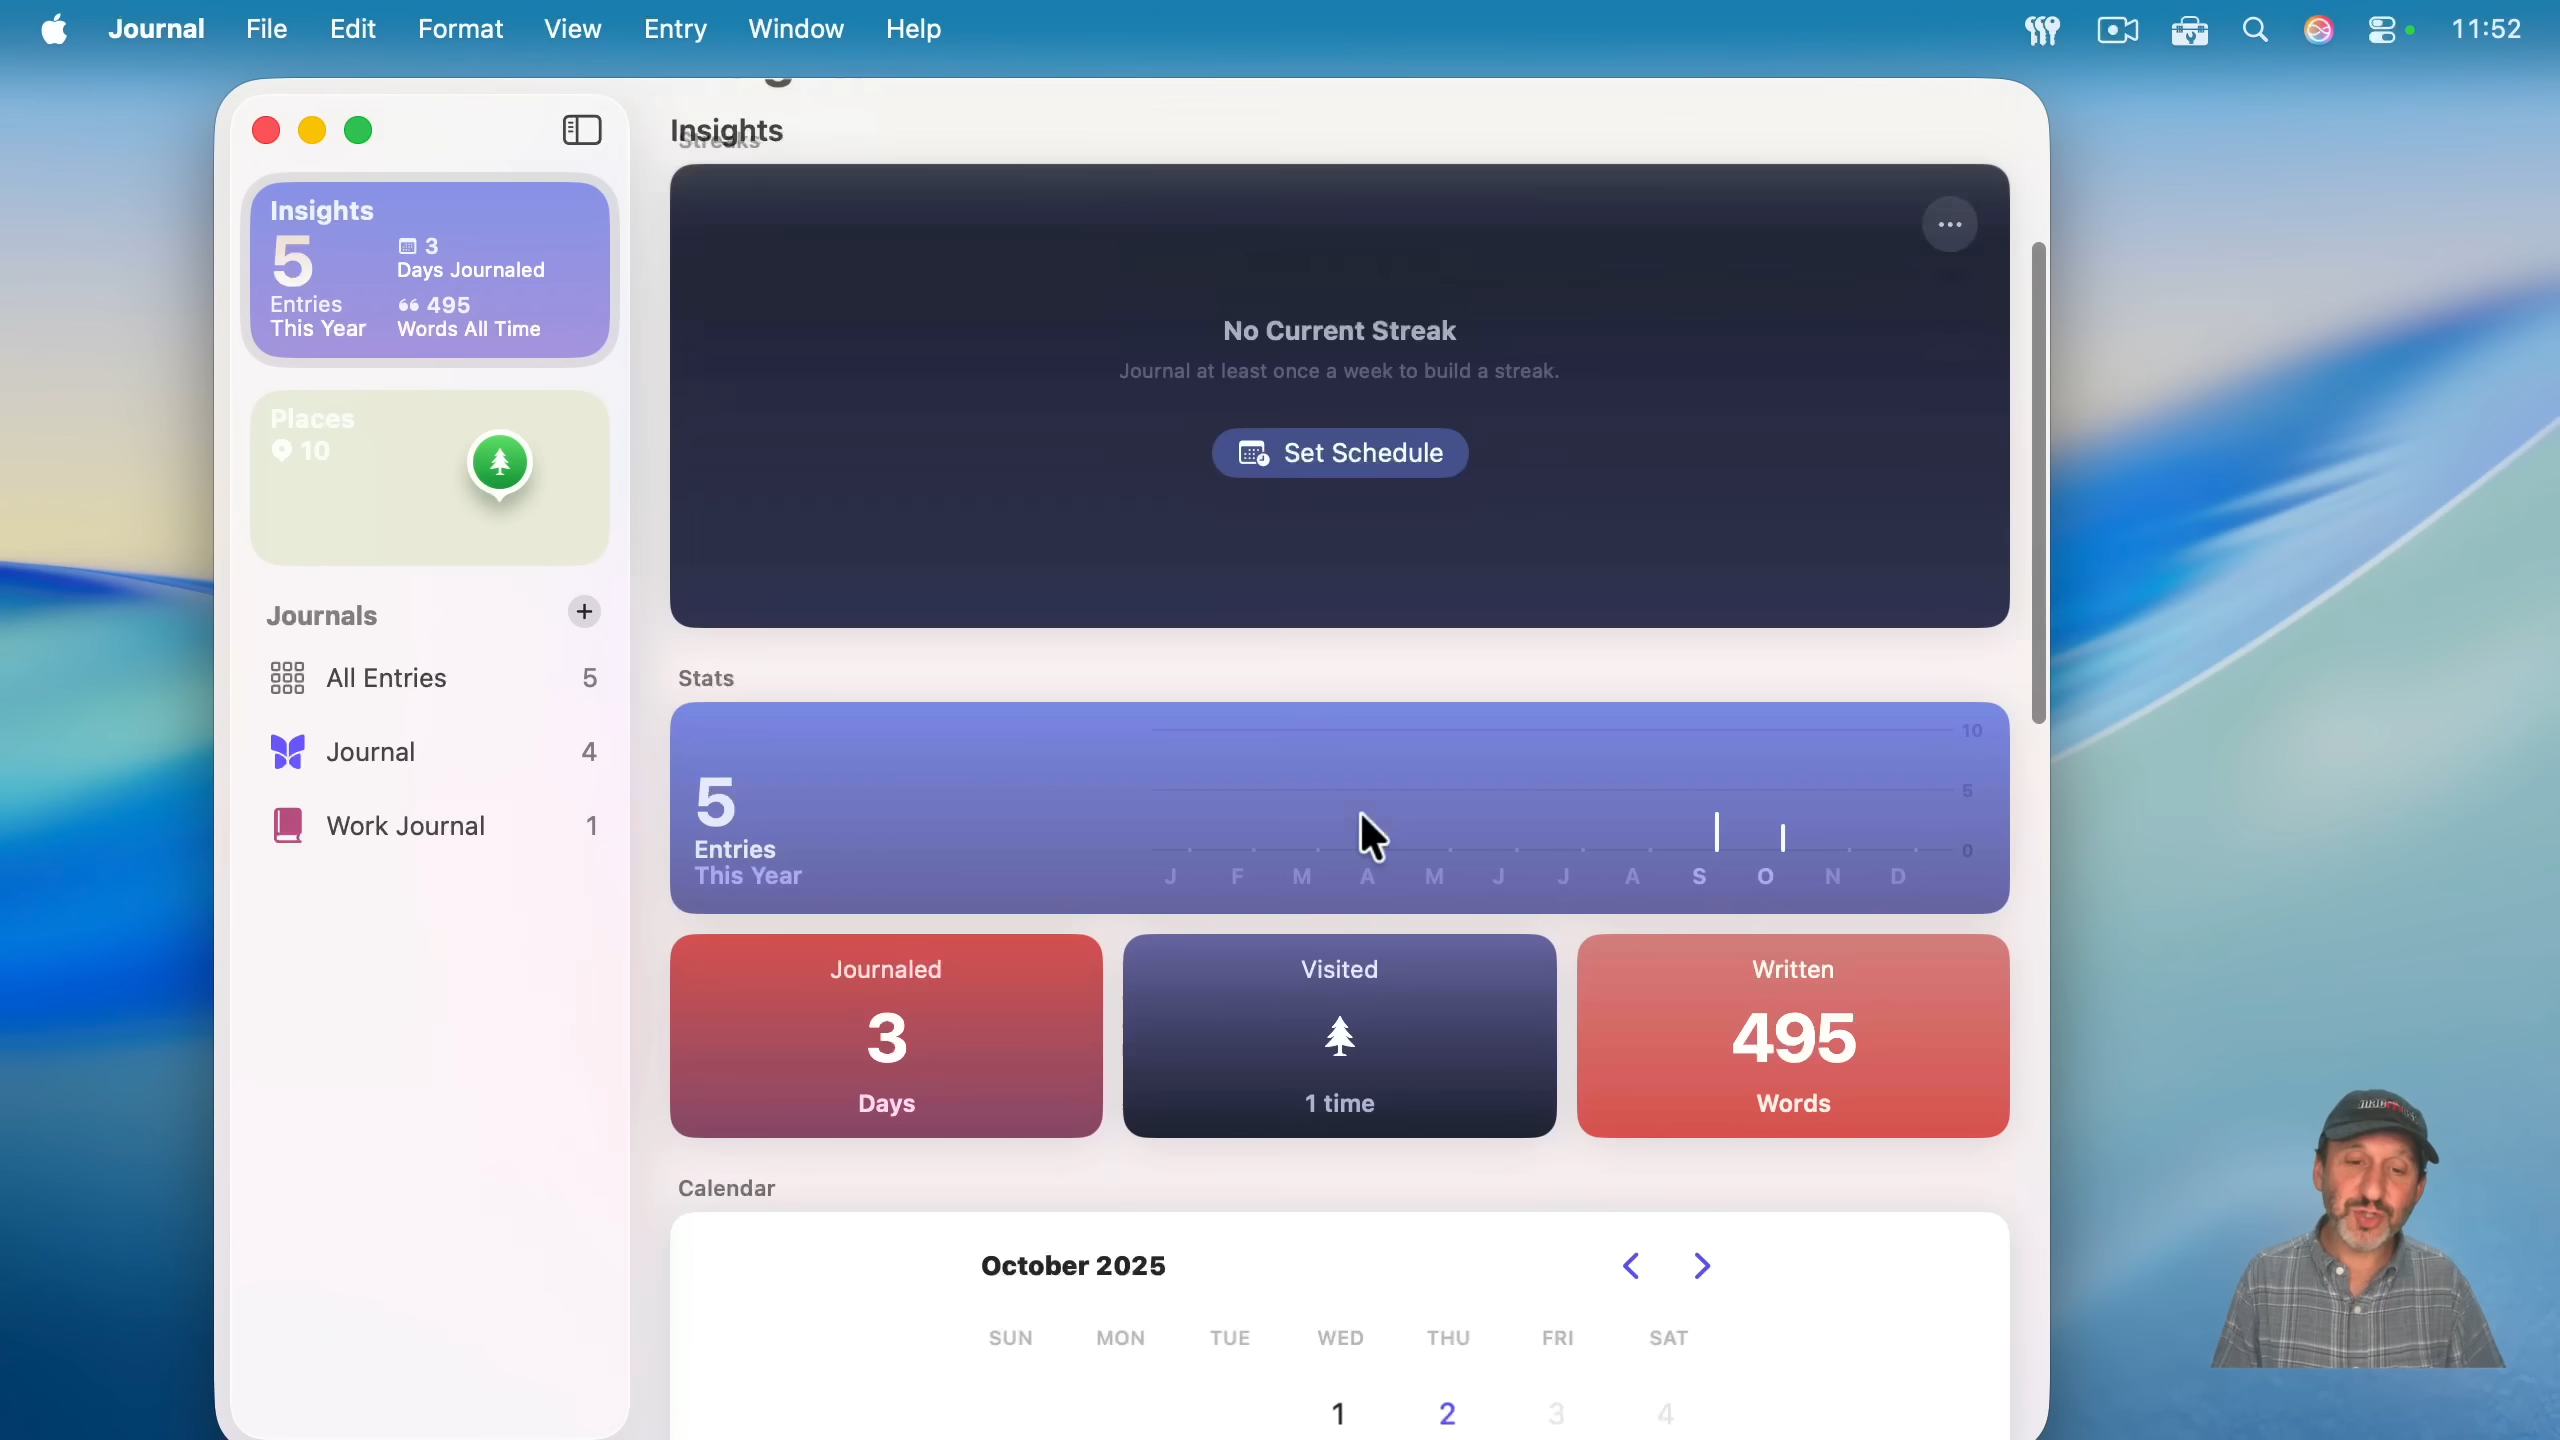 Journal File Edit Format View Entry Window Help 11:52
Insights
5
Entries
This Year
3
Days Journaled
495
Words All Time
Places
10
Journals
All Entries 5
Journal 4
Work Journal 1
Insights
Streaks
No Current Streak
Journal at least once a week to build a streak.
Set Schedule
Stats
5
Entries
This Year
10
5
0
J F M A M J J A S O N D
Journaled
3
Days
Visited
1 time
Written
495
Words
Calendar
October 2025
SUN MON TUE WED THU FRI SAT
1 2 3 4